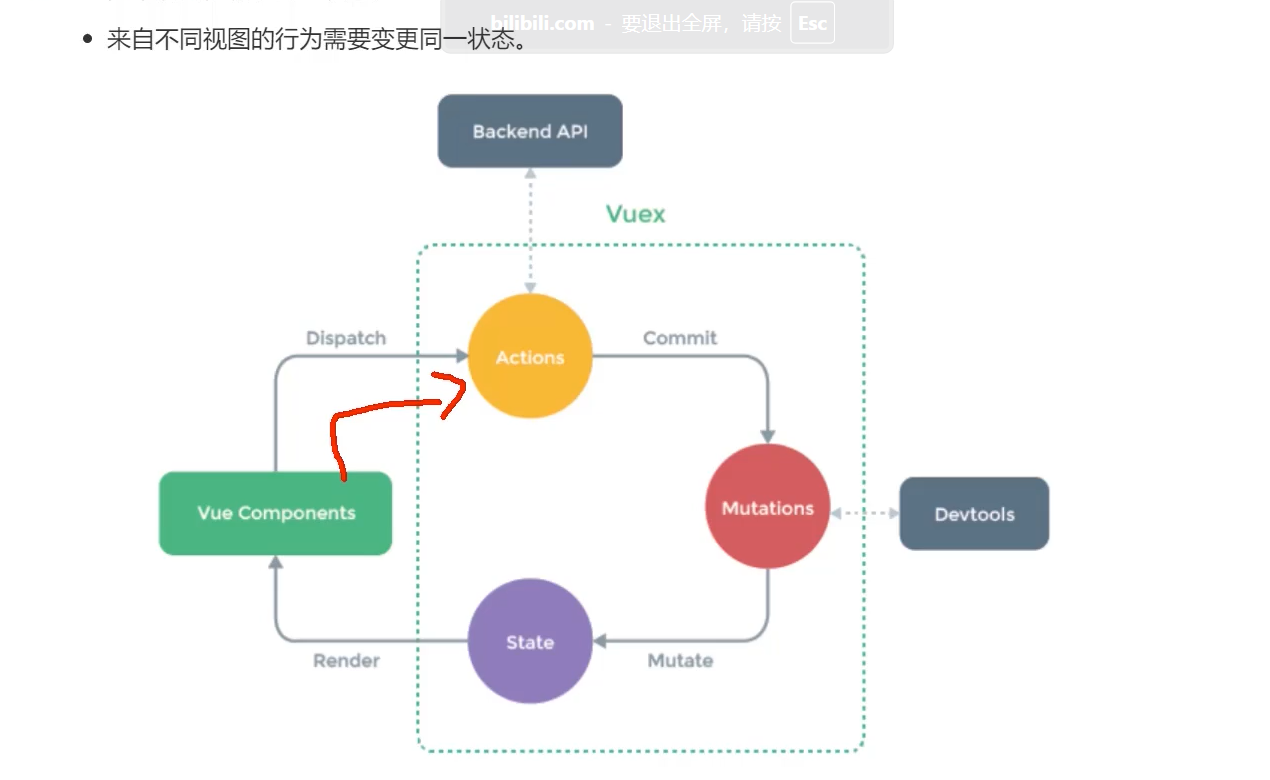 bilibili.com - 要退出全屏，请按 Esc
• 来自不同视图的行为需要变更同一状态。
Backend API
Vuex
Dispatch
Actions
Commit
Vue Components
Mutations
Devtools
State
Render
Mutate